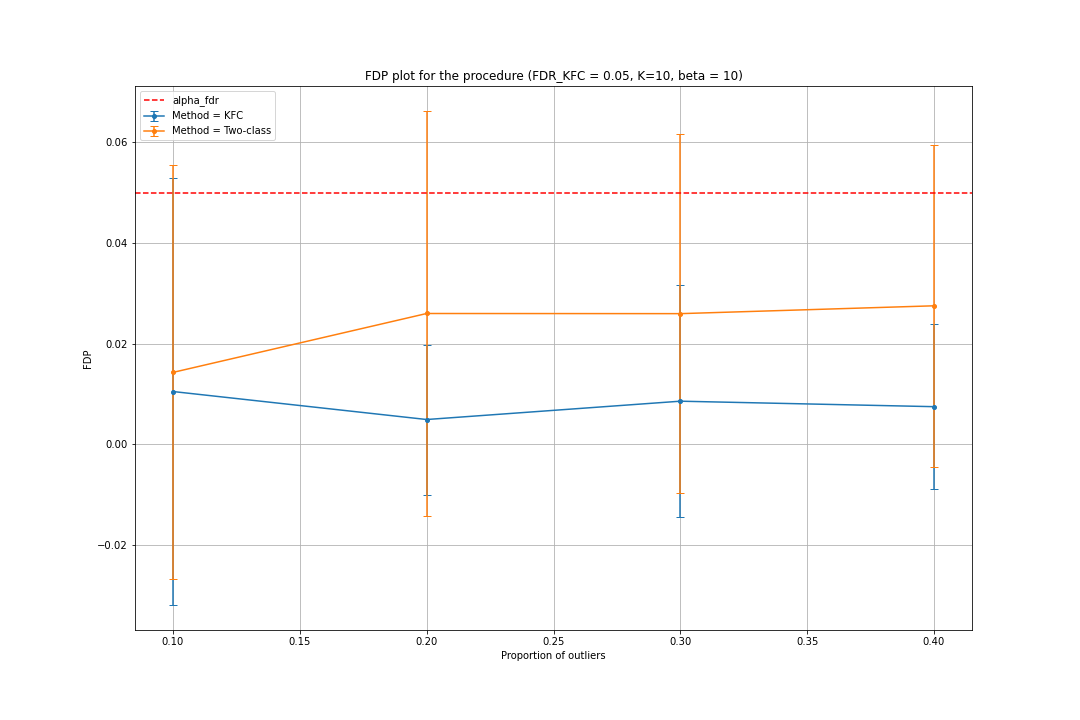 FDP plot for the procedure (FDR_KFC = 0.05, K=10, beta = 10)
alpha_fdr
Method = KFC
Method = Two-class
0.06
0.04
0.02
0.00
−0.02
FDP
0.10 0.15 0.20 0.25 0.30 0.35 0.40
Proportion of outliers